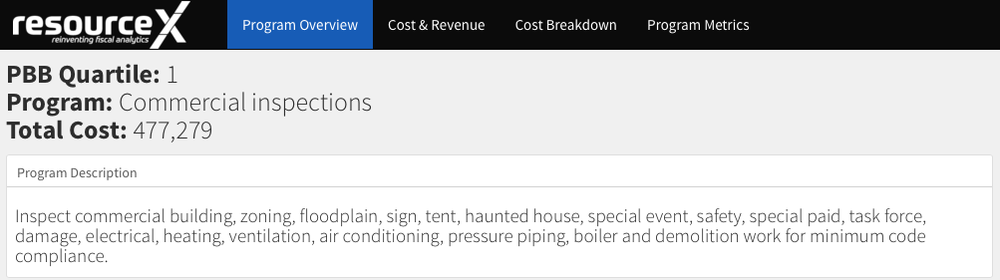 resourceX
reinventing fiscal analytics
Program Overview Cost & Revenue Cost Breakdown Program Metrics
PBB Quartile: 1
Program: Commercial inspections
Total Cost: 477,279
Program Description
Inspect commercial building, zoning, floodplain, sign, tent, haunted house, special event, safety, special paid, task force,
damage, electrical, heating, ventilation, air conditioning, pressure piping, boiler and demolition work for minimum code
compliance.